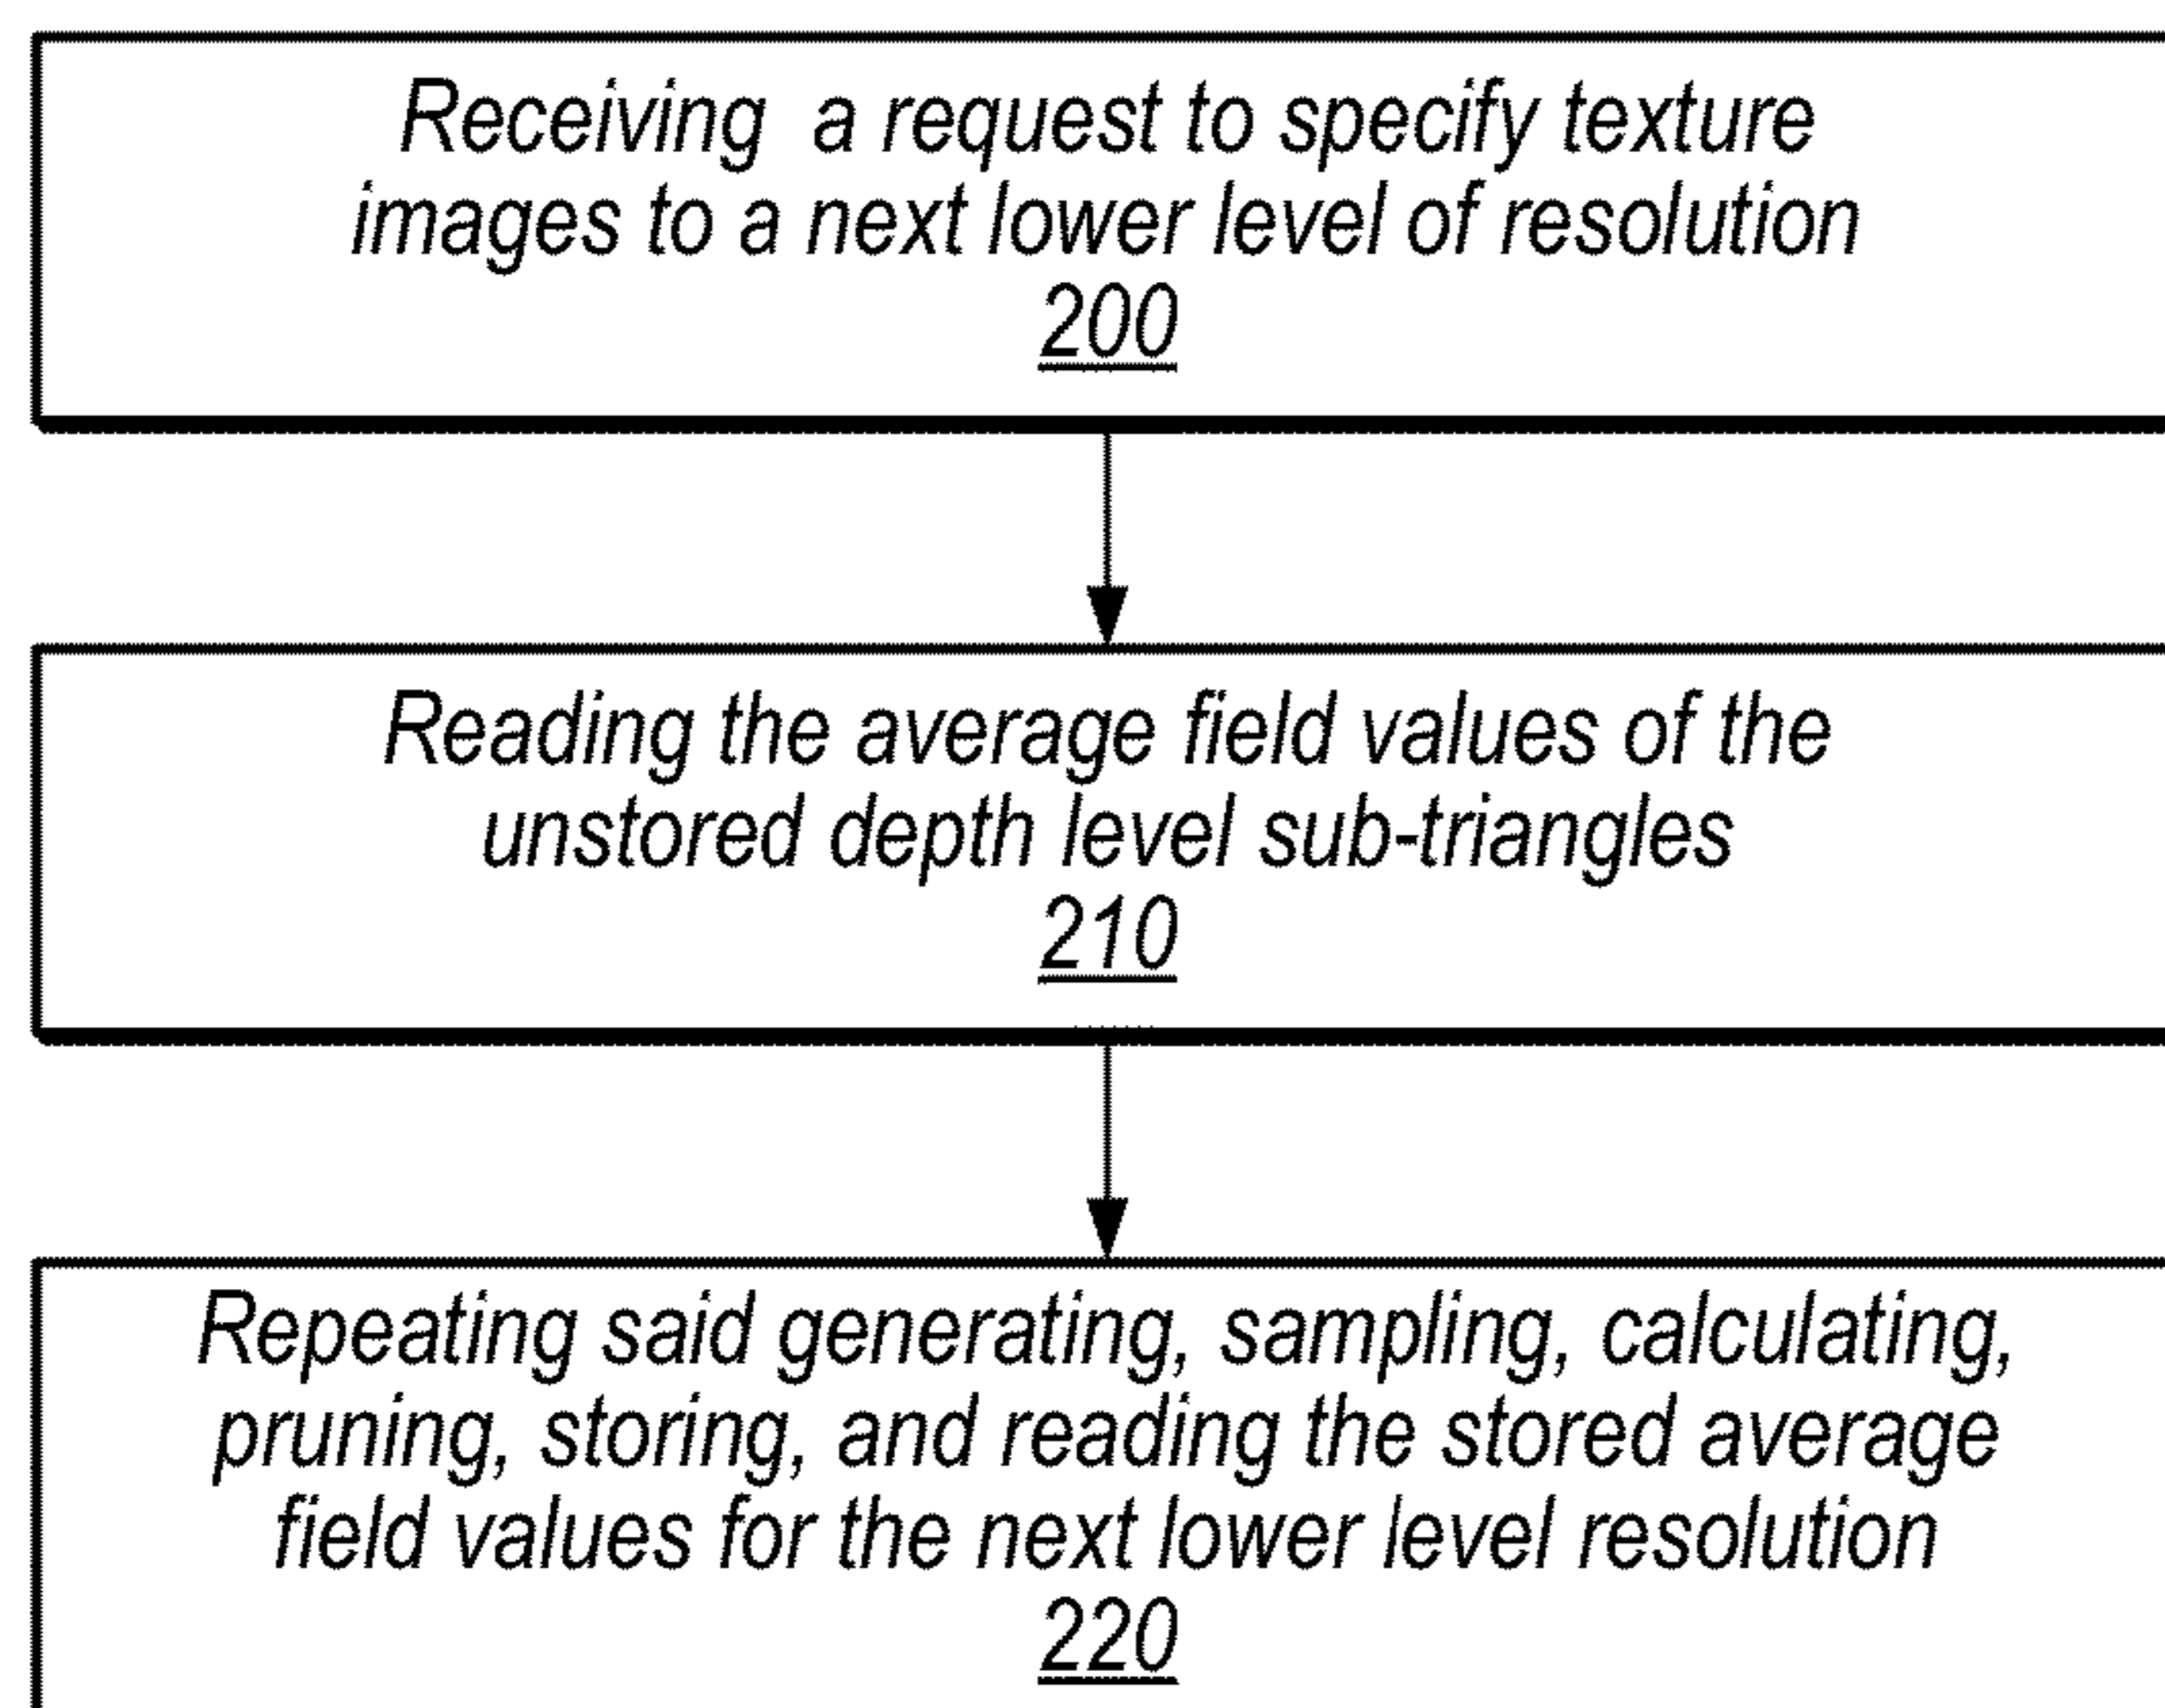 Receiving a request to specify texture
images to a next lower level of resolution
200
Reading the average field values of the
unstored depth level sub-triangles
210
Repeating said generating, sampling, calculating,
pruning, storing, and reading the stored average
field values for the next lower level resolution
220